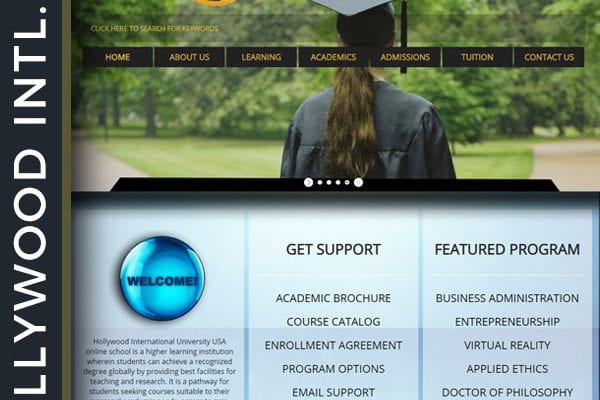 LLYWOOD INTL.
CLICK HERE TO SEARCH FOR KEYWORDS
HOME
ABOUT US
LEARNING
ACADEMICS
ADMISSIONS
TUITION
CONTACT US
WELCOME!
Hollywood International University USA
online school is a higher learning institution
wherein students can achieve a recognized
degree globally by providing best facilities for
teaching and research. It is a pathway for
students seeking courses suitable to their
GET SUPPORT
ACADEMIC BROCHURE
COURSE CATALOG
ENROLLMENT AGREEMENT
PROGRAM OPTIONS
EMAIL SUPPORT
FEATURED PROGRAM
BUSINESS ADMINISTRATION
ENTREPRENEURSHIP
VIRTUAL REALITY
APPLIED ETHICS
DOCTOR OF PHILOSOPHY